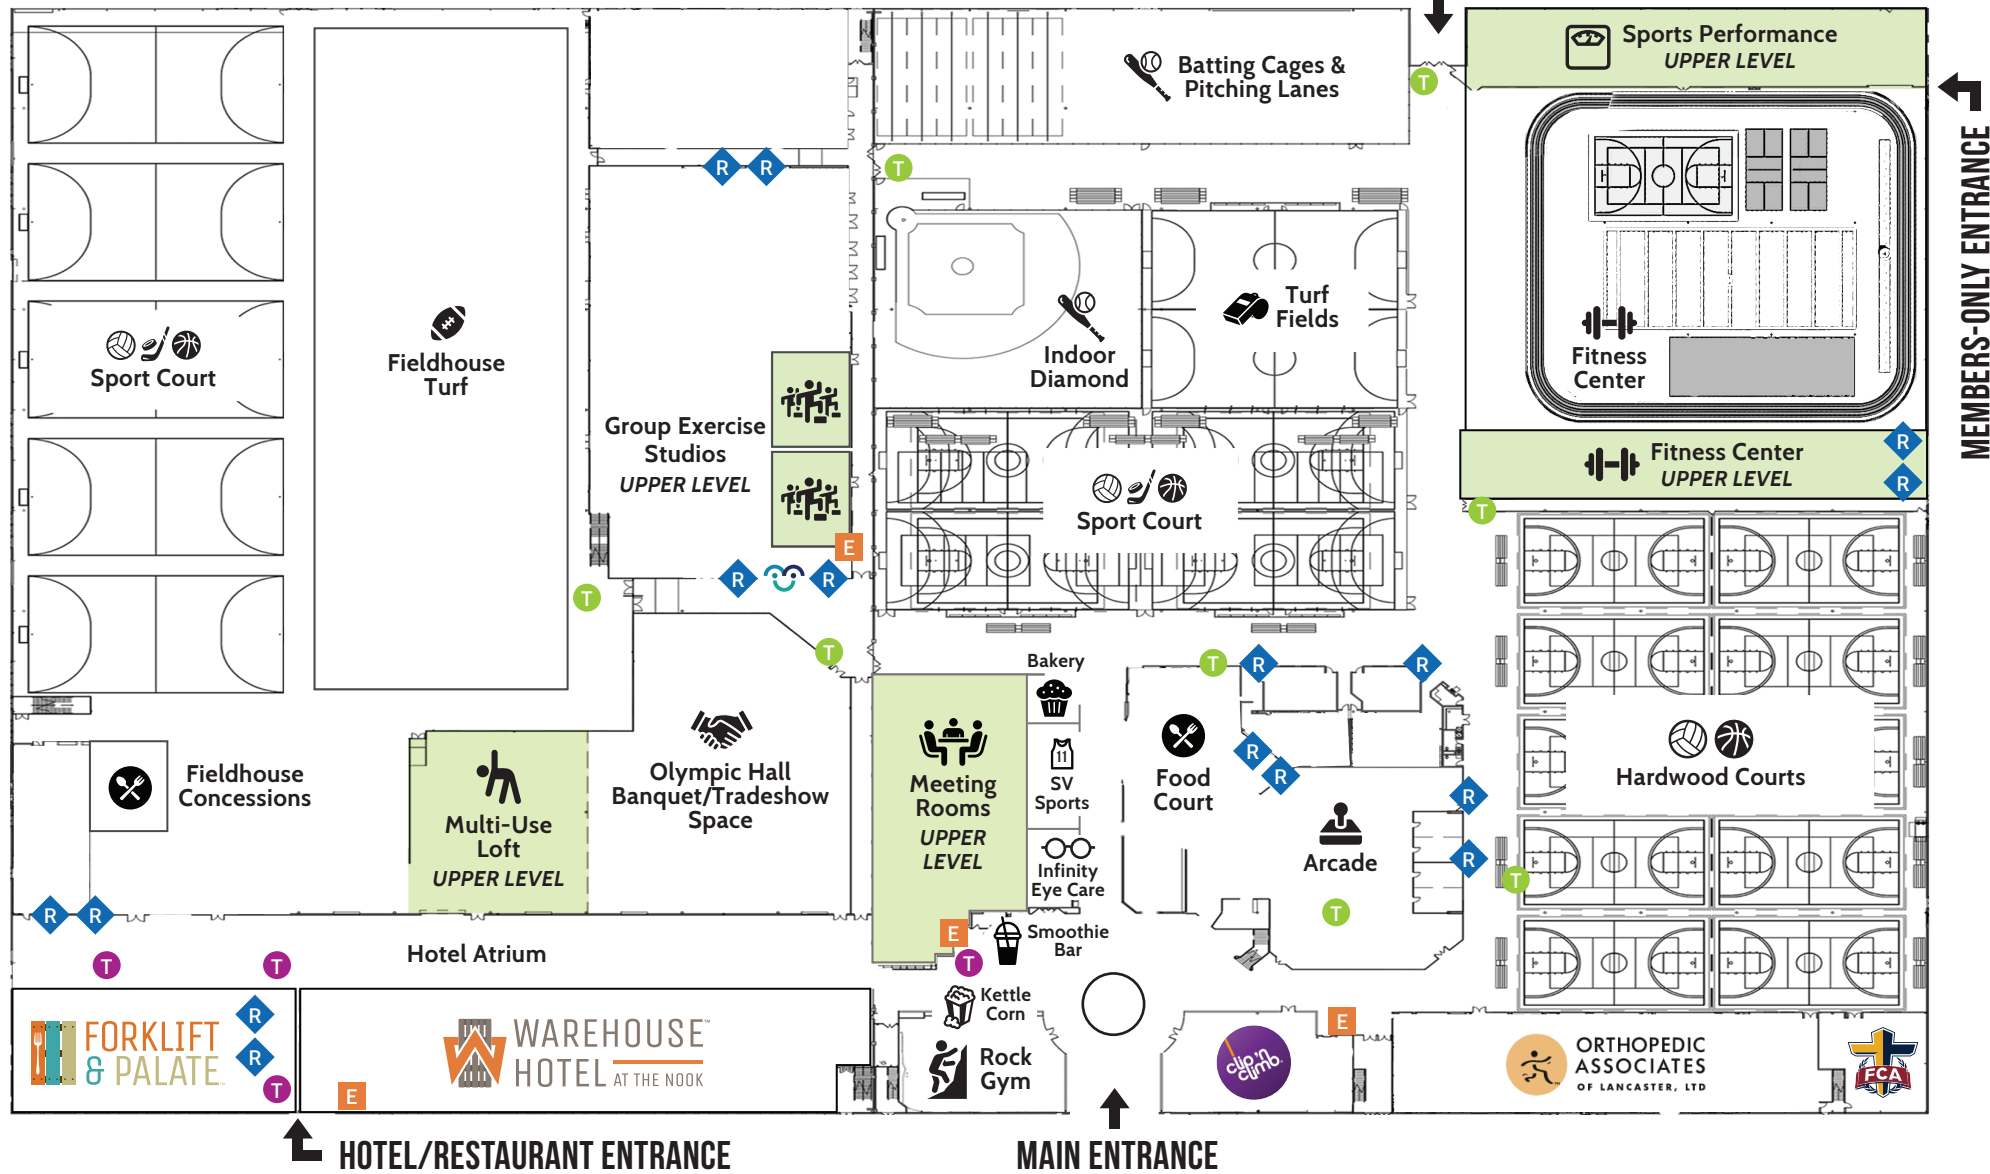 Sports Performance
UPPER LEVEL
Batting Cages &
Pitching Lanes
T
T
R
R
MEMBERS-ONLY ENTRANCE
Turf
Fields
Indoor
Diamond
Fitness
Center
Sport Court
Fieldhouse
Turf
Group Exercise
Studios
UPPER LEVEL
Fitness Center
UPPER LEVEL
R
R
T
Sport Court
E
R
R
T
T
Bakery
T
R
R
11
SV
Sports
Meeting
Rooms
UPPER
LEVEL
Food
Court
R
R
R
R
Hardwood Courts
Fieldhouse
Concessions
Olympic Hall
Banquet/Tradeshow
Space
Multi-Use
Loft
UPPER LEVEL
Infinity
Eye Care
Arcade
T
T
R
R
Hotel Atrium
E
Smoothie
Bar
T
T
T
Kettle
Corn
FORKLIFT
& PALATE
R
R
T
WAREHOUSE™
HOTEL
AT THE NOOK
E
Rock
Gym
clip 'n
climb
E
ORTHOPEDIC
ASSOCIATES
OF LANCASTER, LTD
FCA
HOTEL/RESTAURANT ENTRANCE
MAIN ENTRANCE